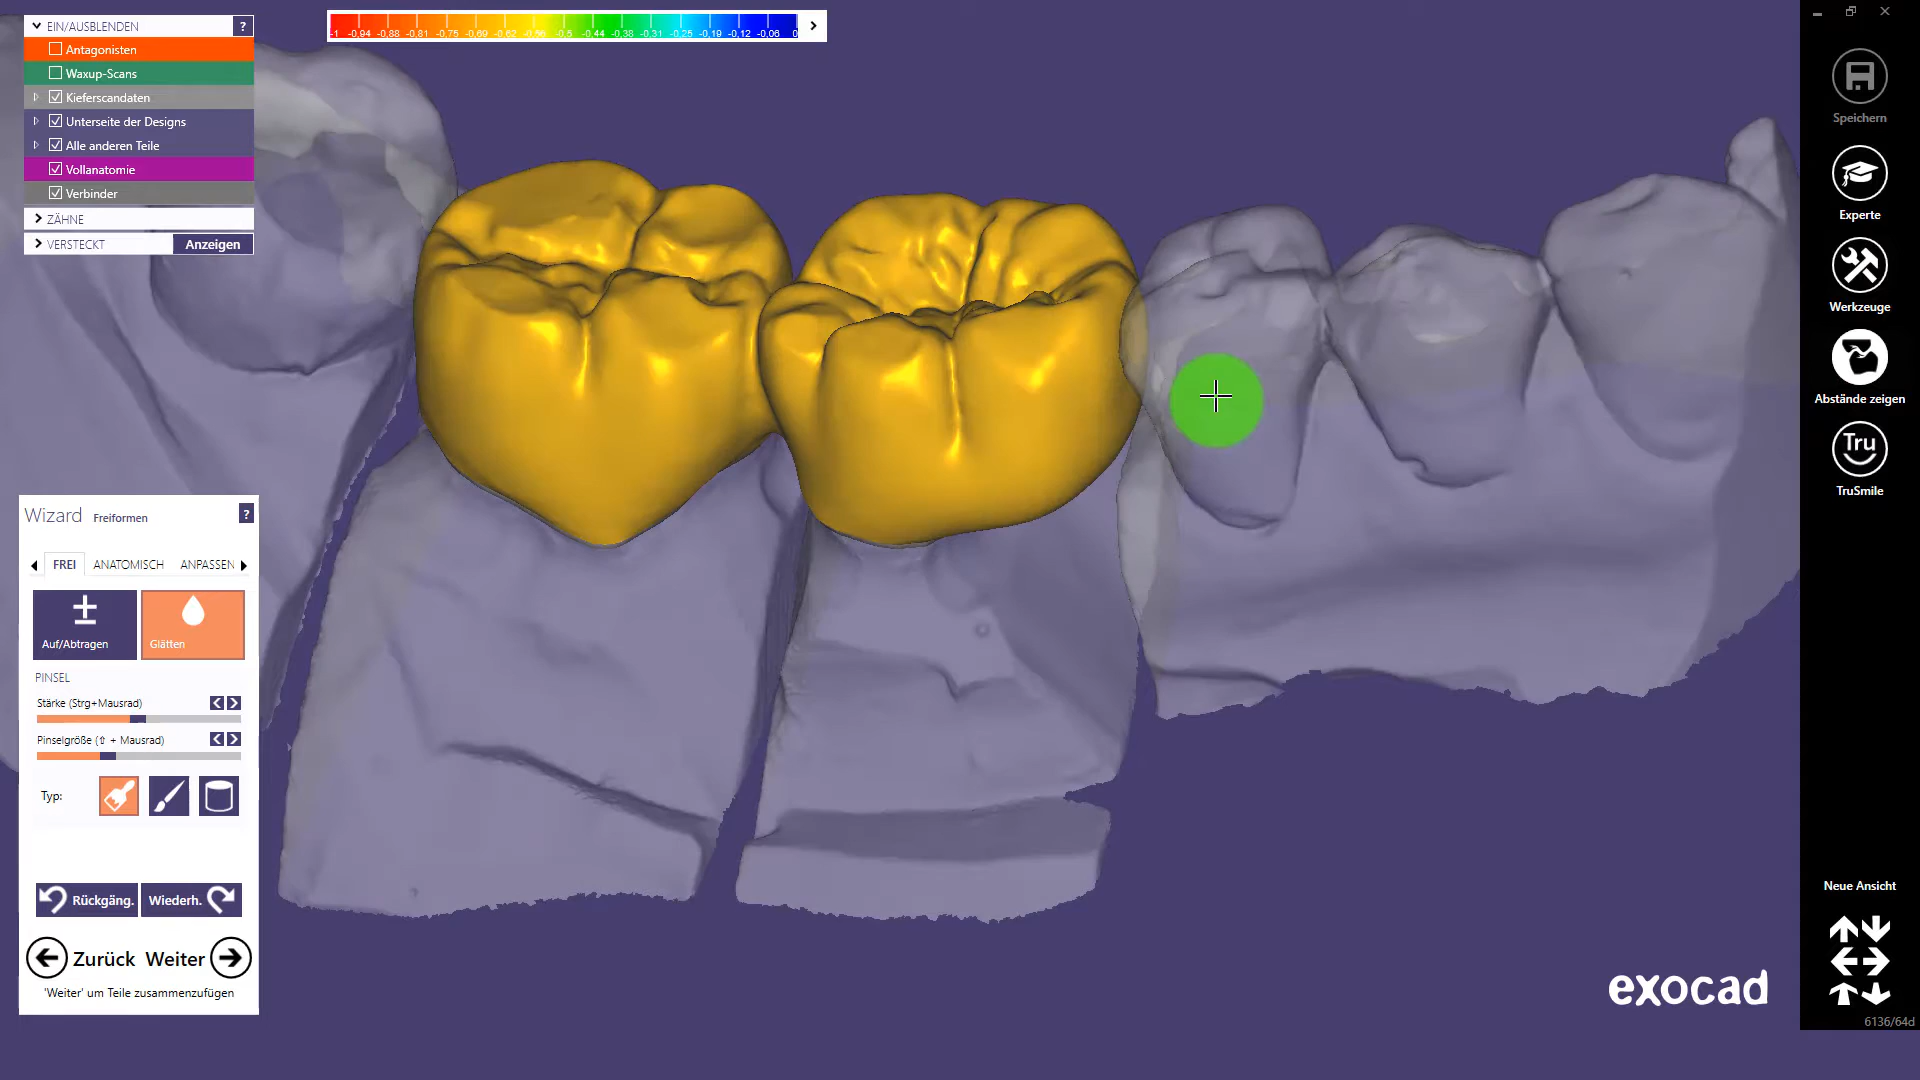 EIN/AUSBLENDEN ?
Antagonisten
Waxup-Scans
Kieferscandaten
Unterseite der Designs
Alle anderen Teile
Vollanatomie
Verbinder
ZÄHNE
VERSTECKT Anzeigen
-1 -0,94 -0,88 -0,81 -0,75 -0,69 -0,62 -0,56 -0,5 -0,44 -0,38 -0,31 -0,25 -0,19 -0,12 -0,06 0
Speichern
Experte
Werkzeuge
Abstände zeigen
Tru
TruSmile
Wizard Freiformen ?
FREI ANATOMISCH ANPASSEN
Auf/Abtragen Glätten
PINSEL
Stärke (Strg+Mausrad)
Pinselgröße (⇧ + Mausrad)
Typ:
Rückgäng. Wiederh.
Zurück Weiter
'Weiter' um Teile zusammenzufügen
Neue Ansicht
exocad
6136/64d